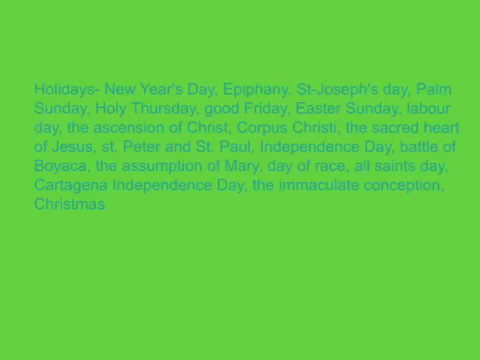 Holidays- New Year's Day, Epiphany, St-Joseph's day, Palm
Sunday, Holy Thursday, good Friday, Easter Sunday, labour
day, the ascension of Christ, Corpus Christi, the sacred heart
of Jesus, st. Peter and St. Paul, Independence Day, battle of
Boyaca, the assumption of Mary, day of race, all saints day,
Cartagena Independence Day, the immaculate conception,
Christmas